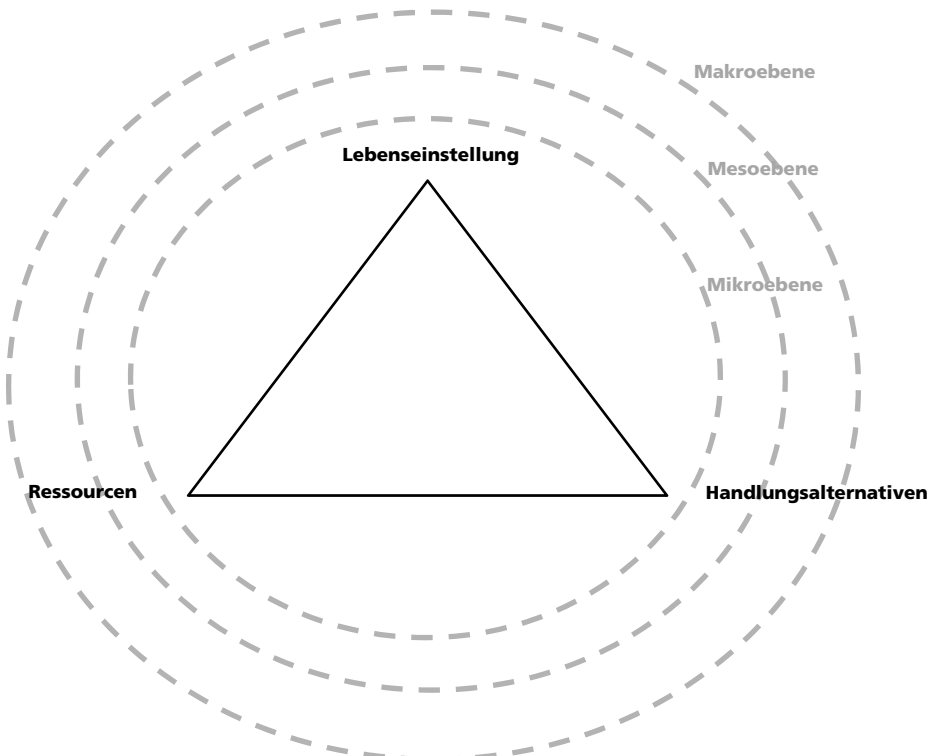 Makroebene
Lebenseinstellung
Mesoebene
Mikroebene
Ressourcen
Handlungsalternativen